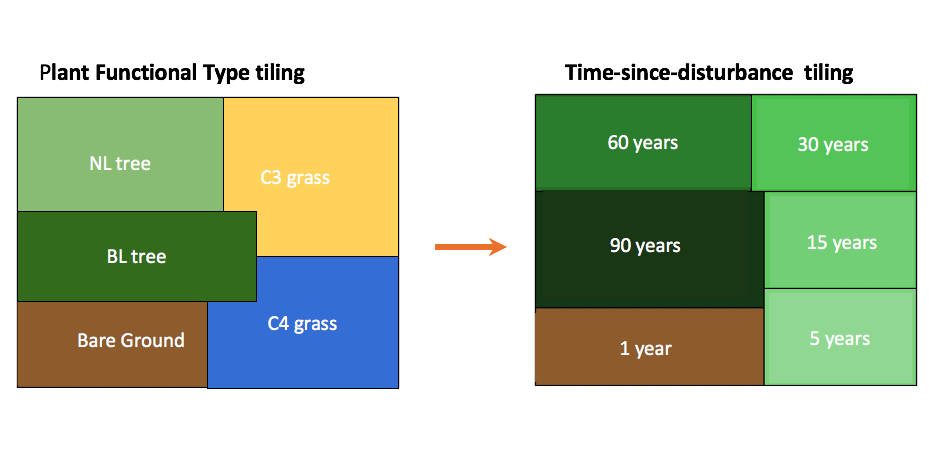 Plant Functional Type tiling
NL tree
C3 grass
BL tree
C4 grass
Bare Ground
Time-since-disturbance tiling
60 years
30 years
90 years
15 years
1 year
5 years